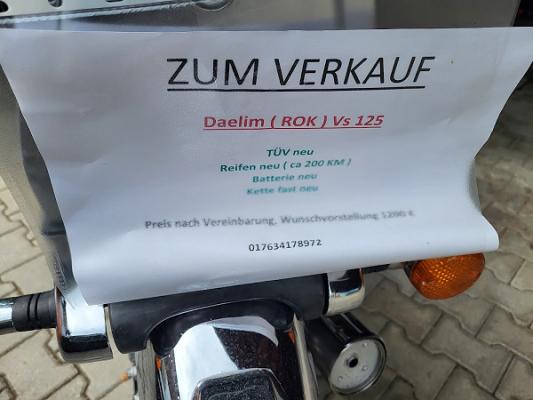 ZUM VERKAUF
Daelim ( ROK ) Vs 125
TÜV neu
Reifen neu ( ca 200 KM )
Batterie neu
Kette fast neu
Preis nach Vereinbarung, Wunschvorstellung 1200 €
017634178972